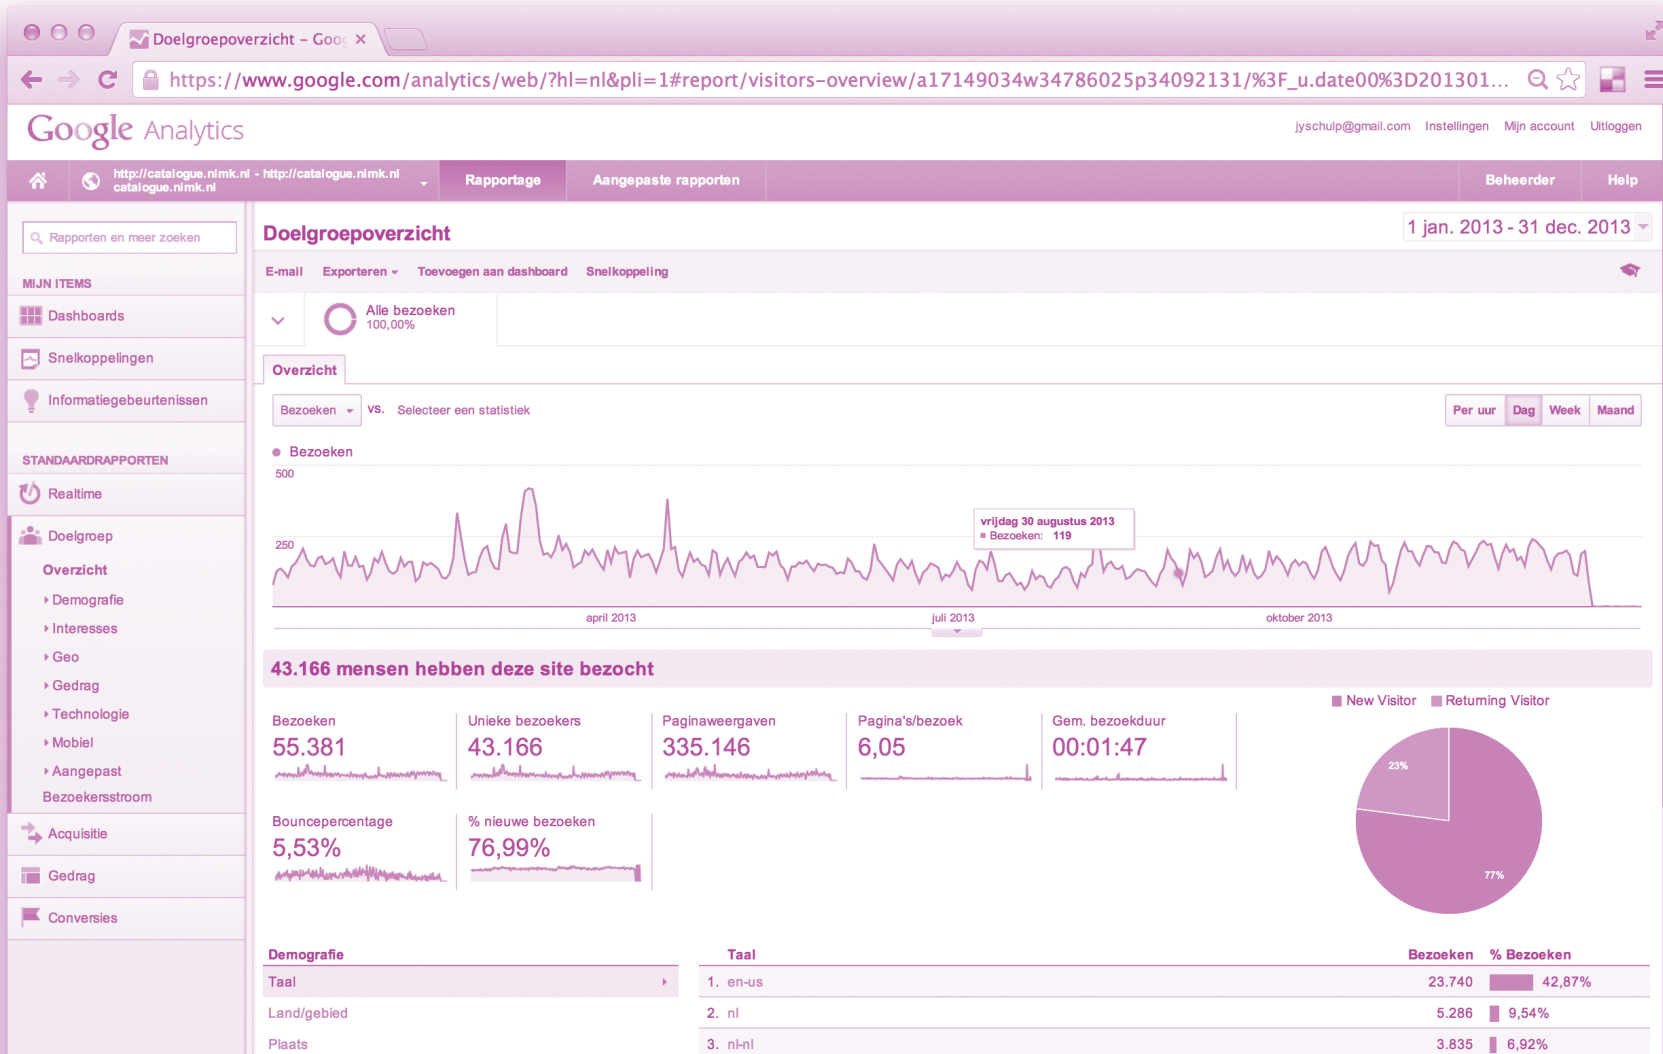 Doelgroepoverzicht – Goo
https://www.google.com/analytics/web/?hl=nl&pli=1#report/visitors-overview/a17149034w34786025p34092131/%3F_u.date00%3D201301...
Google Analytics
jyschulp@gmail.com Instellingen Mijn account Uitloggen
http://catalogue.nimk.nl - http://catalogue.nimk.nl
catalogue.nimk.nl
Rapportage Aangepaste rapporten Beheerder Help
Rapporten en meer zoeken
MIJN ITEMS
Dashboards
Snelkoppelingen
Informatiegebeurtenissen
STANDAARDRAPPORTEN
Realtime
Doelgroep
Overzicht
Demografie
Interesses
Geo
Gedrag
Technologie
Mobiel
Aangepast
Bezoekersstroom
Acquisitie
Gedrag
Conversies
Doelgroepoverzicht
1 jan. 2013 - 31 dec. 2013
E-mail Exporteren Toevoegen aan dashboard Snelkoppeling
Alle bezoeken
100,00%
Overzicht
Bezoeken vs. Selecteer een statistiek
Per uur Dag Week Maand
Bezoeken
500
250
vrijdag 30 augustus 2013
Bezoeken: 119
april 2013 juli 2013 oktober 2013
43.166 mensen hebben deze site bezocht
New Visitor Returning Visitor
Bezoeken
55.381
Unieke bezoekers
43.166
Paginaweergaven
335.146
Pagina's/bezoek
6,05
Gem. bezoekduur
00:01:47
Bouncepercentage
5,53%
% nieuwe bezoeken
76,99%
23%
77%
Demografie
Taal
Land/gebied
Plaats
Taal Bezoeken % Bezoeken
1. en-us 23.740 42,87%
2. nl 5.286 9,54%
3. nl-nl 3.835 6,92%